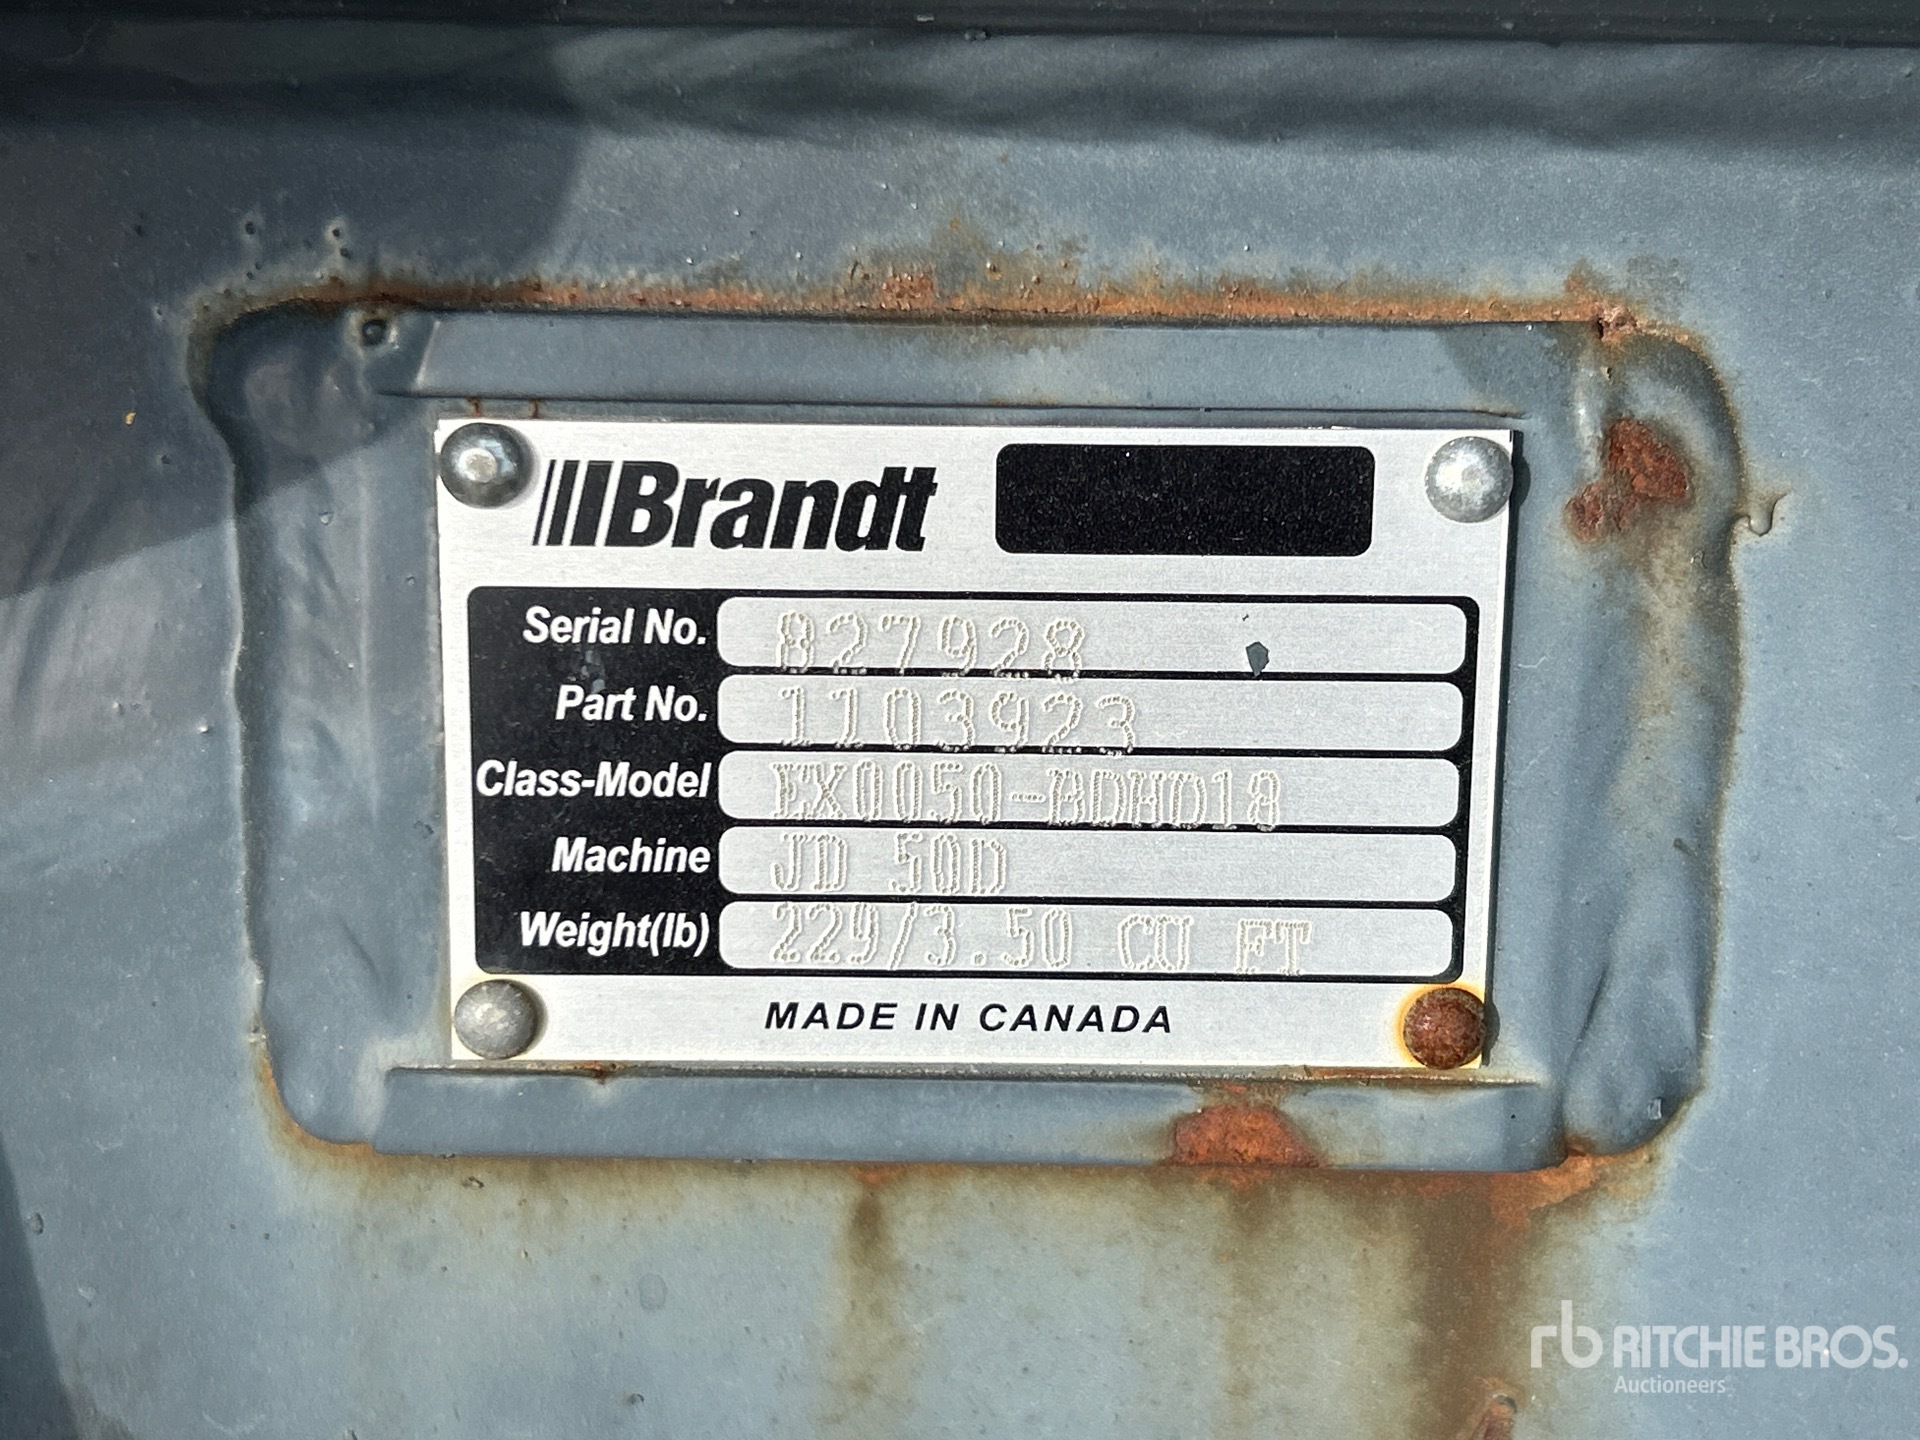 Brandt
Serial No. 827928
Part No. 1103923
Class-Model EX0050-BDHD18
Machine JD 50D
Weight(lb) 229/3.50 CU FT
MADE IN CANADA
rb RITCHIE BROS.
Auctioneers